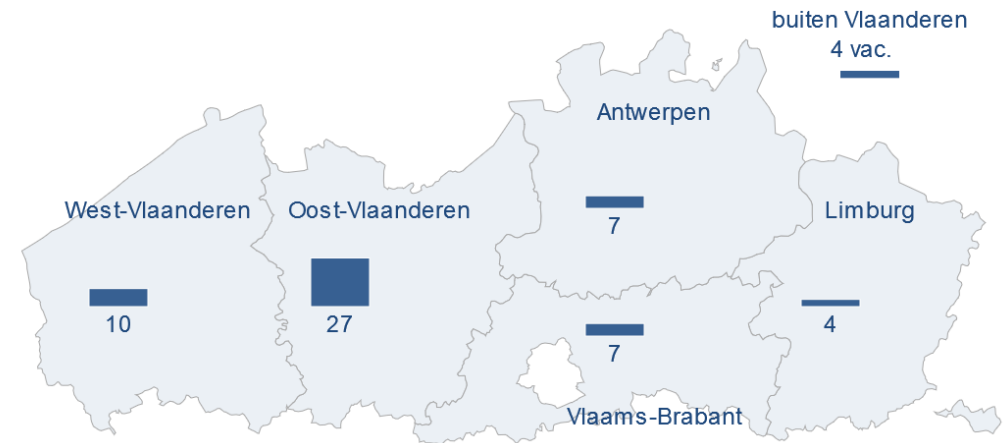 buiten Vlaanderen
4 vac.
Antwerpen
7
West-Vlaanderen
10
Oost-Vlaanderen
27
Limburg
4
7
Vlaams-Brabant